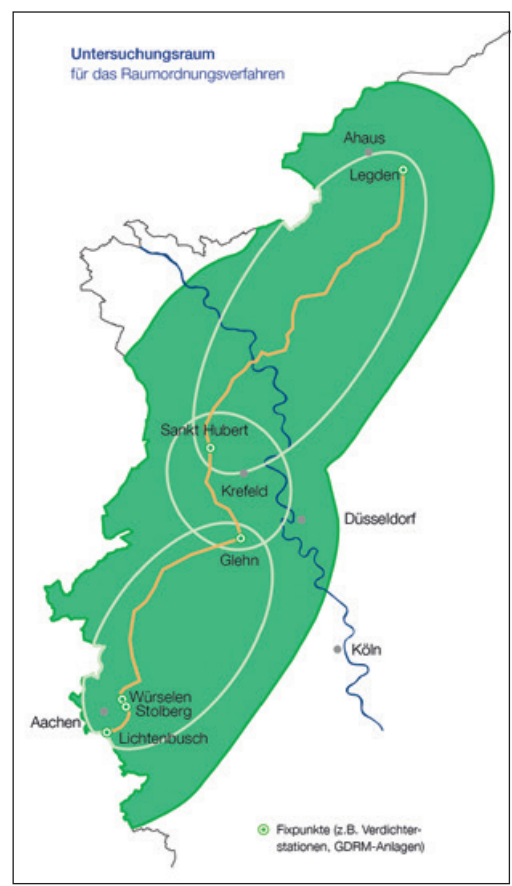 Untersuchungsraum
für das Raumordnungsverfahren
Ahaus
Legden
Sankt Hubert
Krefeld
Düsseldorf
Glehn
Köln
Würselen
Stolberg
Aachen
Lichtenbusch
Fixpunkte (z.B. Verdichter-
stationen, GDRM-Anlagen)